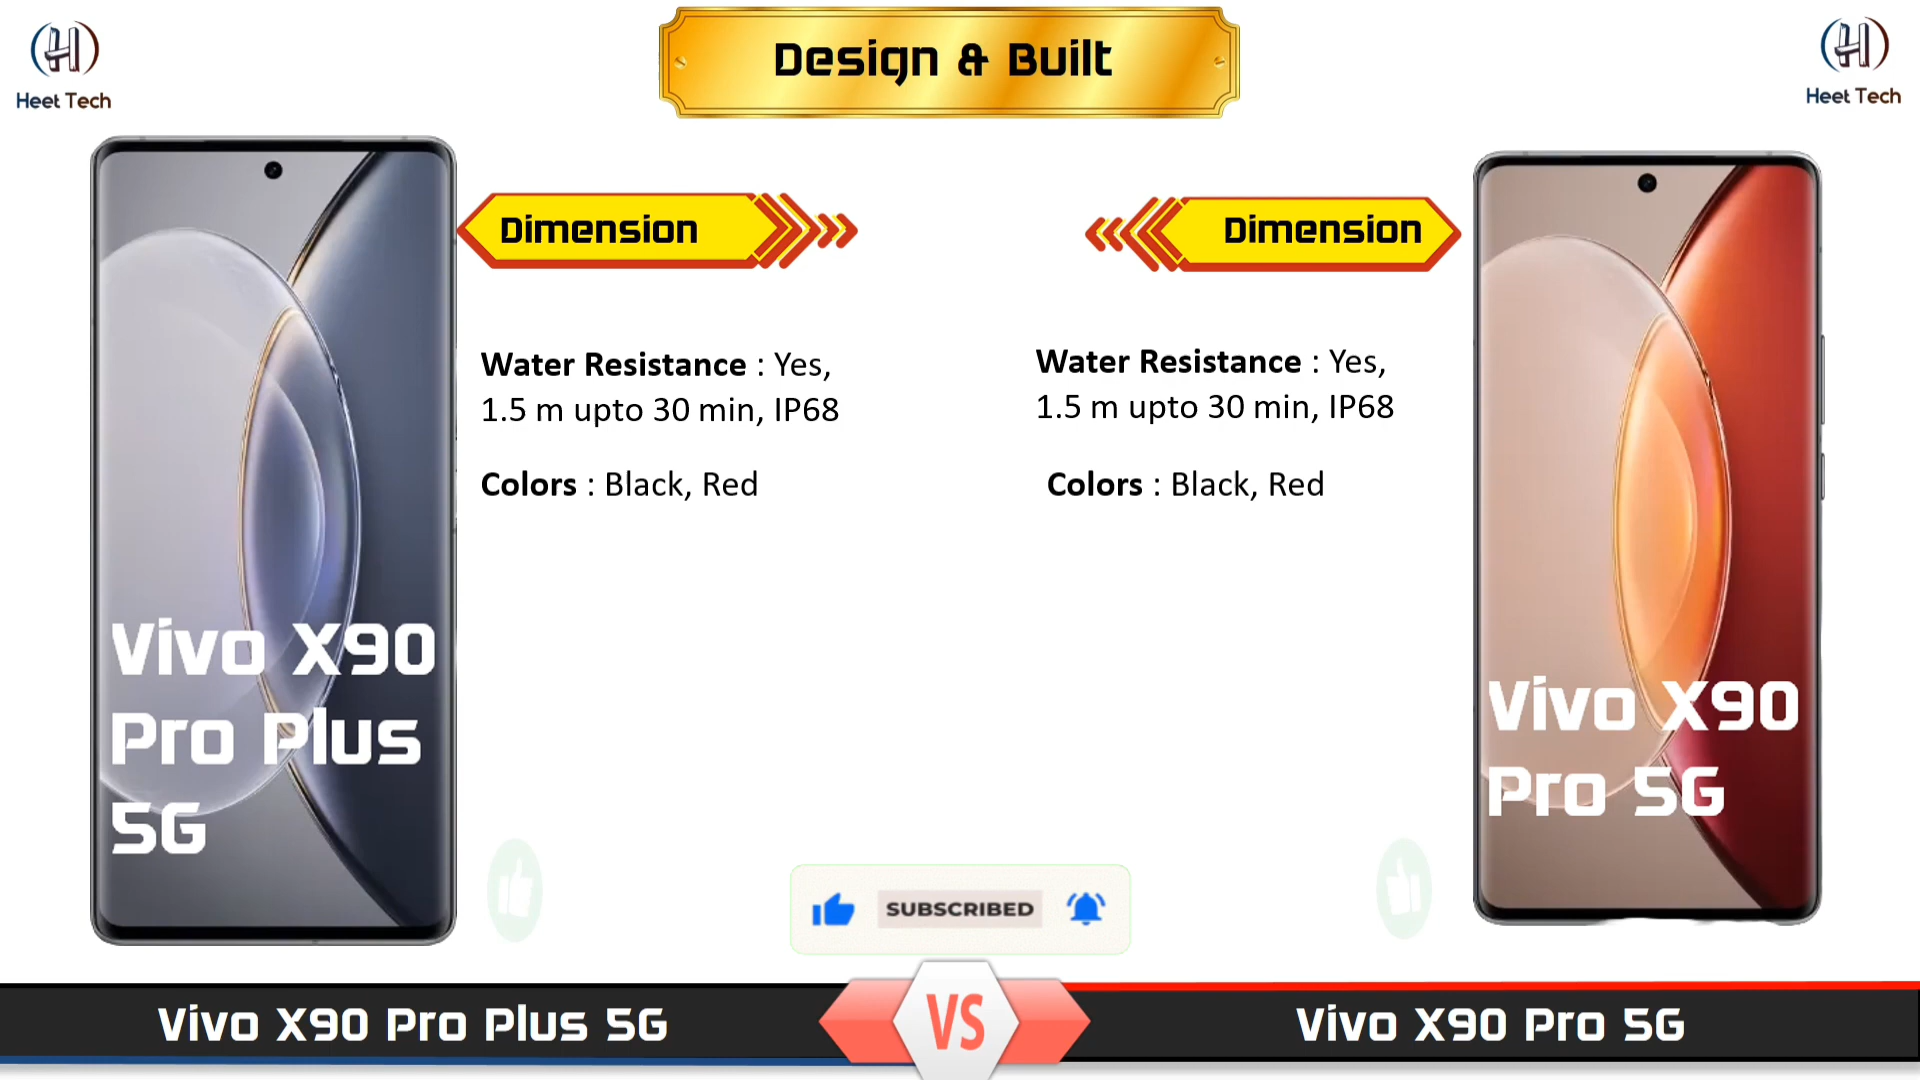 Design & Built
H
Heet Tech
H
Heet Tech
Dimension
Dimension
Water Resistance : Yes,
1.5 m upto 30 min, IP68
Colors : Black, Red
Water Resistance : Yes,
1.5 m upto 30 min, IP68
Colors : Black, Red
Vivo X90
Pro Plus
5G
Vivo X90
Pro 5G
SUBSCRIBED
Vivo X90 Pro Plus 5G
VS
Vivo X90 Pro 5G